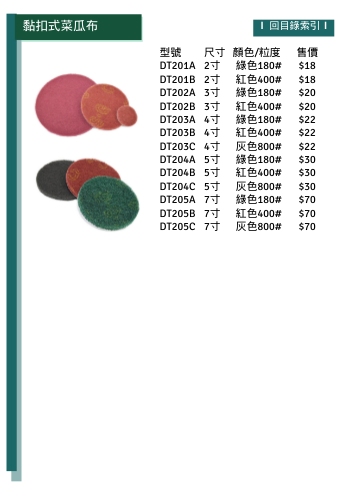 黏扣式菜瓜布
回目錄索引
型號 尺寸 顏色/粒度 售價
DT201A 2寸 綠色180# $18
DT201B 2寸 紅色400# $18
DT202A 3寸 綠色180# $20
DT202B 3寸 紅色400# $20
DT203A 4寸 綠色180# $22
DT203B 4寸 紅色400# $22
DT203C 4寸 灰色800# $22
DT204A 5寸 綠色180# $30
DT204B 5寸 紅色400# $30
DT204C 5寸 灰色800# $30
DT205A 7寸 綠色180# $70
DT205B 7寸 紅色400# $70
DT205C 7寸 灰色800# $70